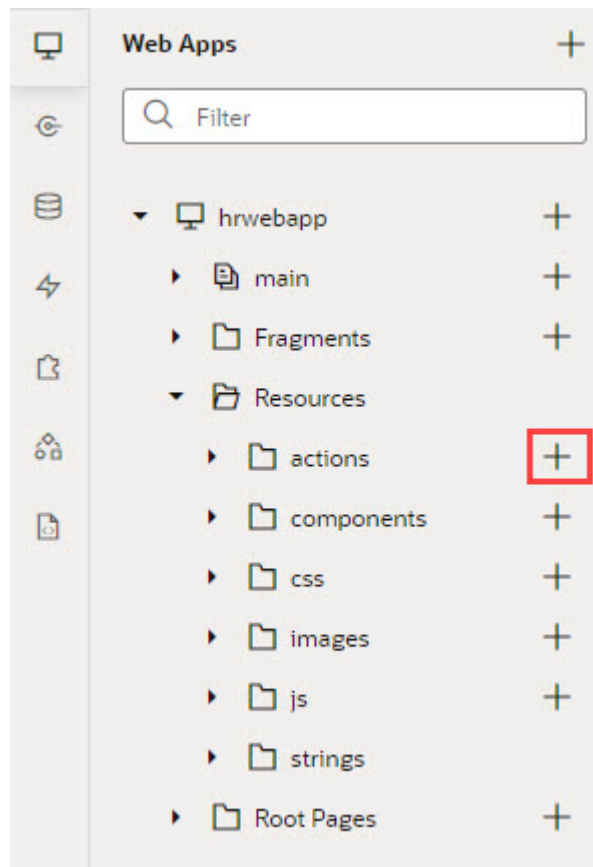 Web Apps
Filter
hrwebapp
main
Fragments
Resources
actions
components
css
images
js
strings
Root Pages